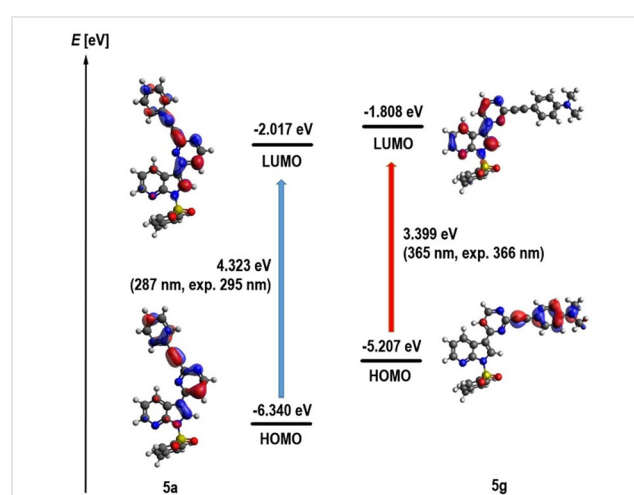 E [eV]
-2.017 eV
LUMO
-1.808 eV
LUMO
4.323 eV
(287 nm, exp. 295 nm)
3.399 eV
(365 nm, exp. 366 nm)
-5.207 eV
HOMO
-6.340 eV
HOMO
5a
5g